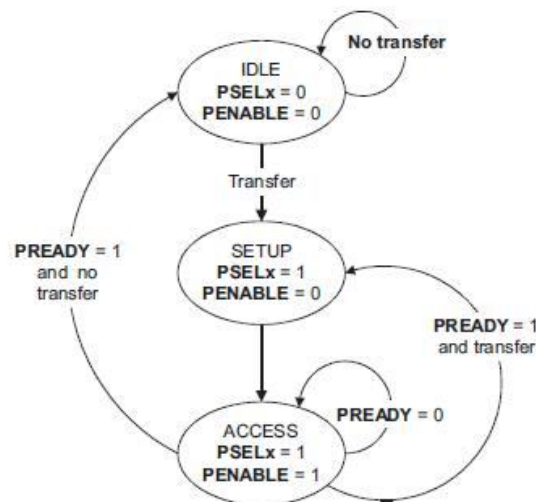 No transfer
IDLE
PSELx = 0
PENABLE = 0
Transfer
SETUP
PSELx = 1
PENABLE = 0
PREADY = 1
and no
transfer
PREADY = 1
and transfer
PREADY = 0
ACCESS
PSELx = 1
PENABLE = 1